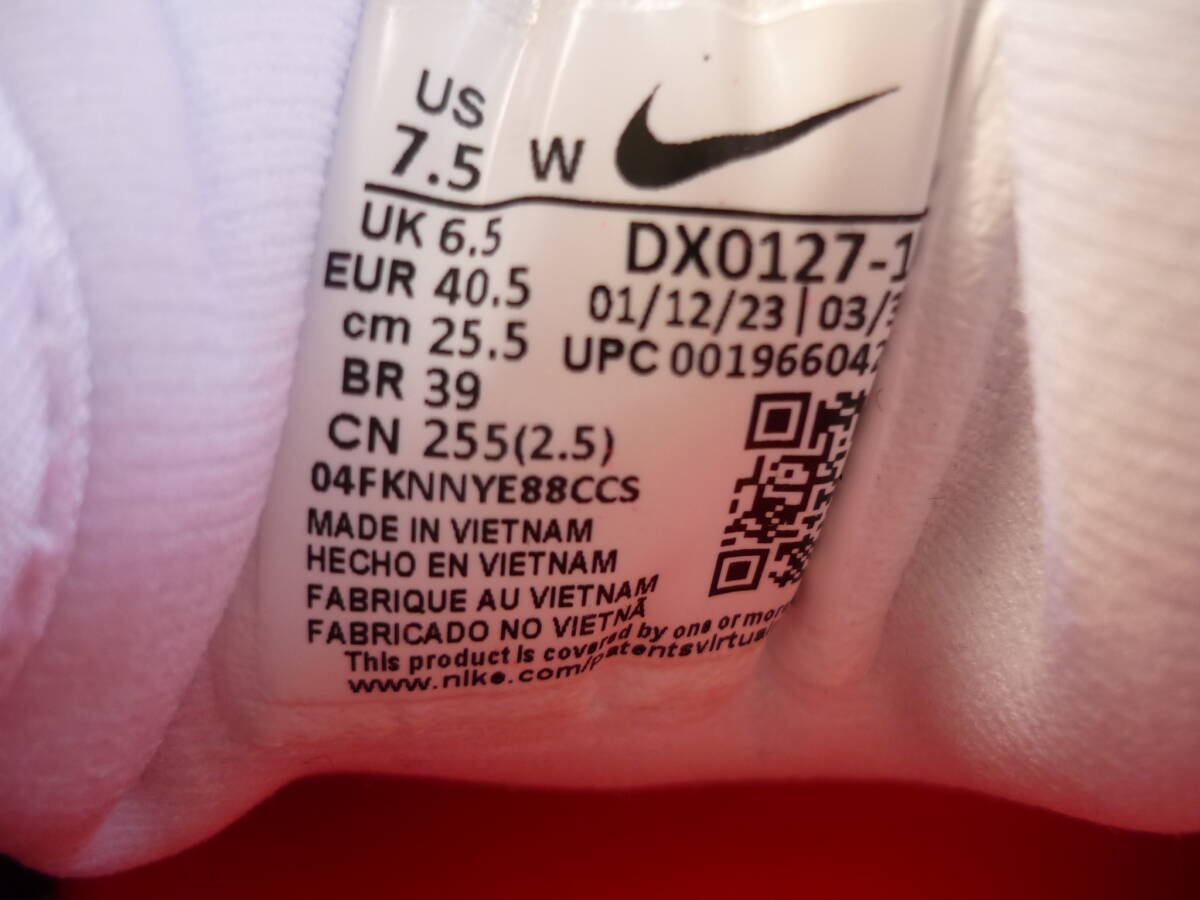 US
7.5 W
UK 6.5
DX0127-1
EUR 40.5
01/12/23 | 03/3
cm 25.5
UPC 001966042
BR 39
CN 255(2.5)
04FKNNYE88CCS
MADE IN VIETNAM
HECHO EN VIETNAM
FABRIQUE AU VIETNAM
FABRICADO NO VIETNÃ
This product is covered by one or more
www.nike.com/patentsvirtual